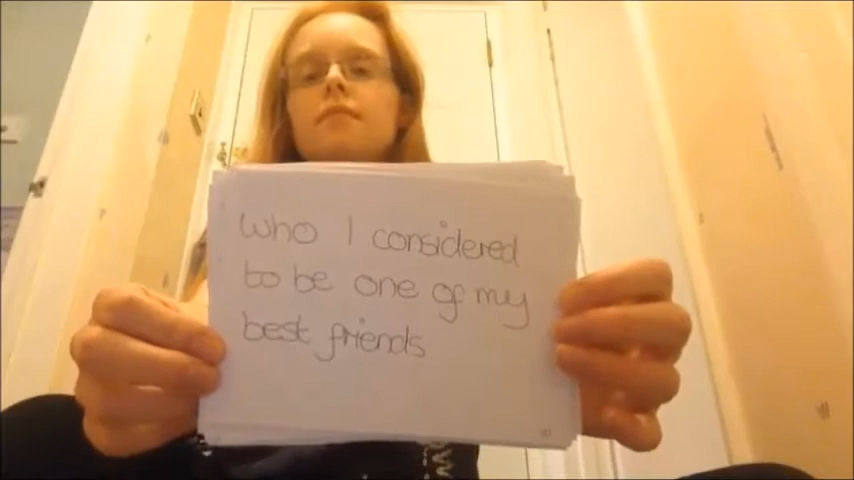 who I considered
to be one of my
best friends